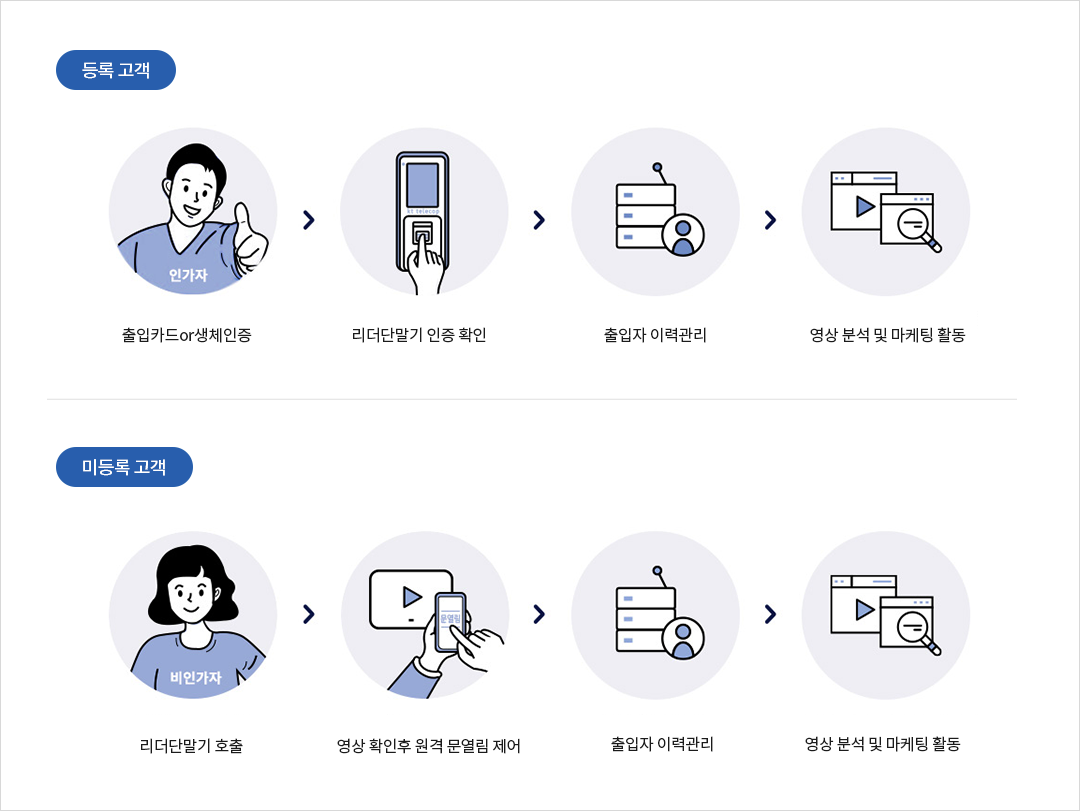 등록 고객
인가자
kt telecop
출입카드or생체인증
리더단말기 인증 확인
출입자 이력관리
영상 분석 및 마케팅 활동
미등록 고객
문열림
비인가자
리더단말기 호출
영상 확인후 원격 문열림 제어
출입자 이력관리
영상 분석 및 마케팅 활동